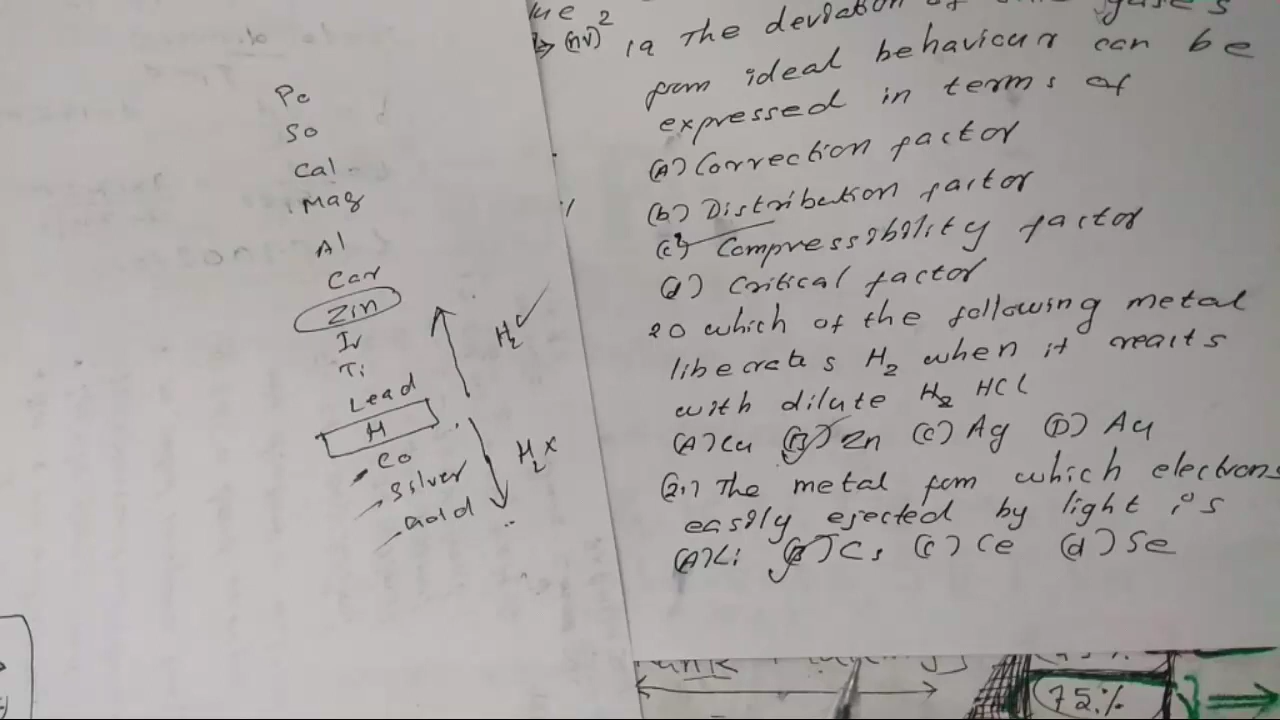 Po
So
Cal.
Mag
Al
Car
Zin
Ir
Ti
Lead
H
Co
Silver
Gold
H2 ✓
H2 x
(nv)2
19 The deviation of
from ideal behaviour can be
expressed in terms of
(A) Correction factor
(b) Distribution factor
(c) Compressibility factor
(d) Critical factor
20 which of the following metal
liberates H2 when it reacts
with dilute H2 HCl
(A) Cu (B) Zn (C) Ag (D) Au
(21) The metal from which electrons
easily ejected by light is
(A) Li (B) Cs (C) Ce (d) Se
75.%